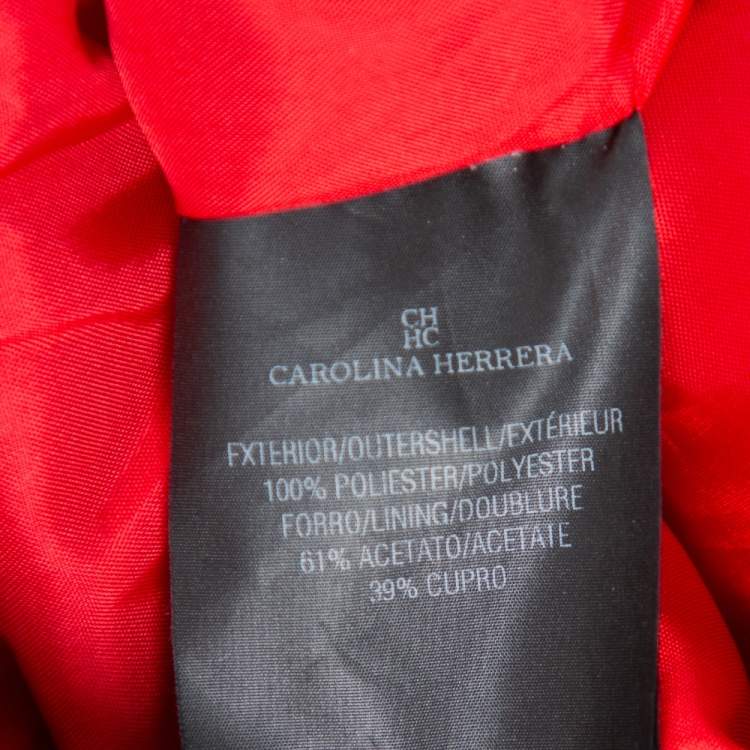 CH
HC
CAROLINA HERRERA
EXTERIOR/OUTERSHELL/EXTÉRIEUR
100% POLIESTER/POLYESTER
FORRO/LINING/DOUBLURE
61% ACETATO/ACETATE
39% CUPRO